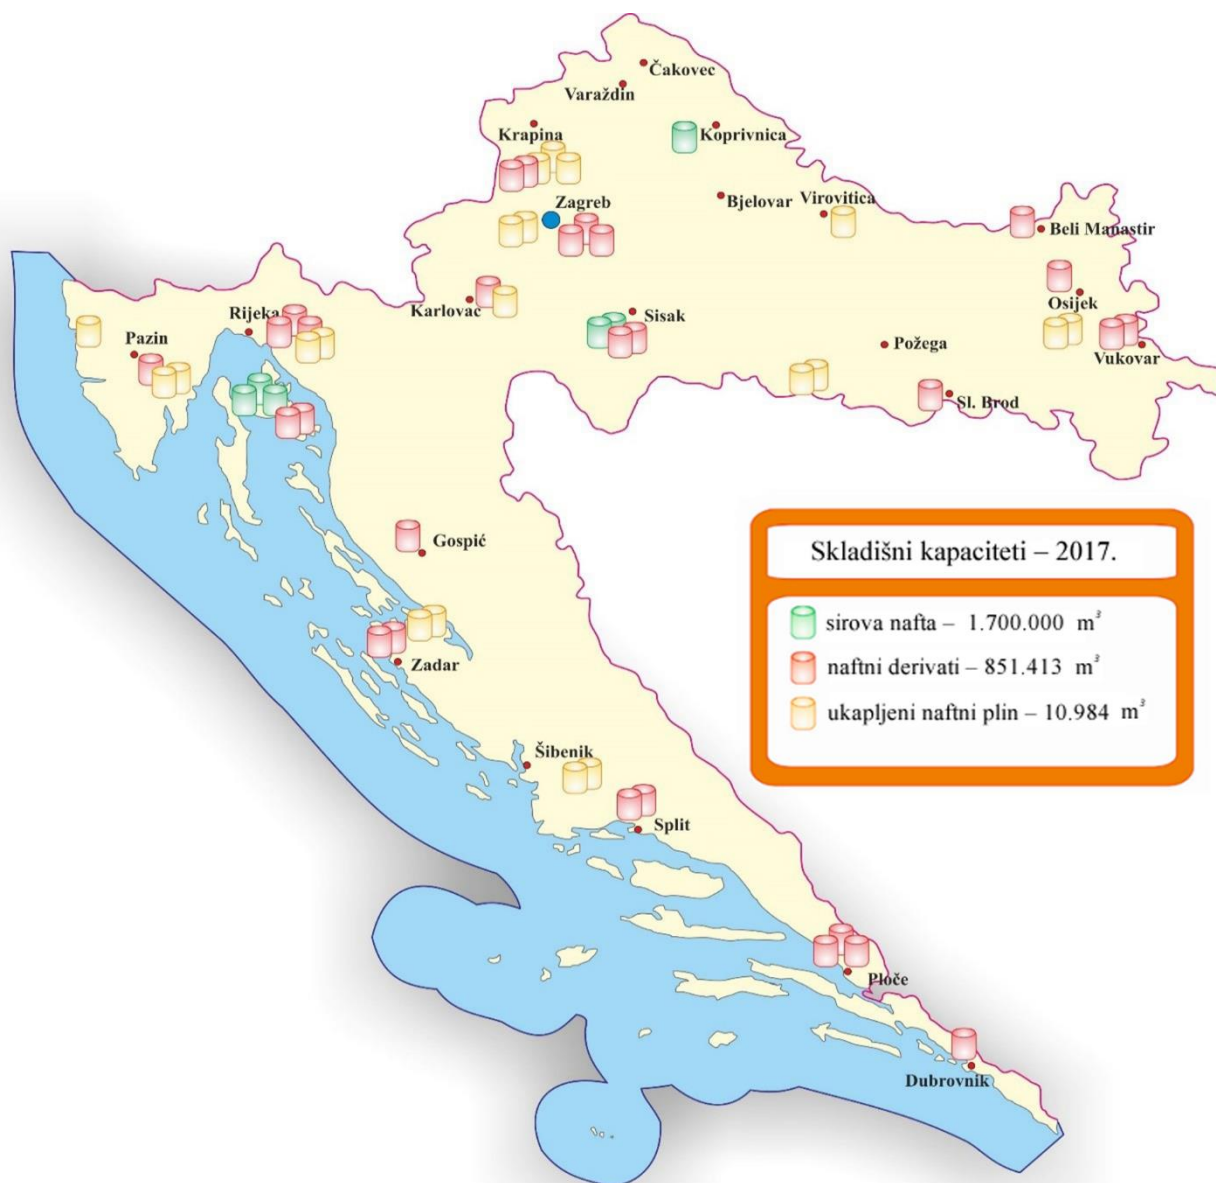 Čakovec
Varaždin
Krapina
Koprivnica
Zagreb
Bjelovar
Virovitica
Beli Manastir
Rijeka
Karlovac
Sisak
Osijek
Pazin
Požega
Vukovar
Sl. Brod
Gospić
Zadar
Šibenik
Split
Ploče
Dubrovnik
Skladišni kapaciteti – 2017.
sirova nafta – 1.700.000 m³
naftni derivati – 851.413 m³
ukapljeni naftni plin – 10.984 m³